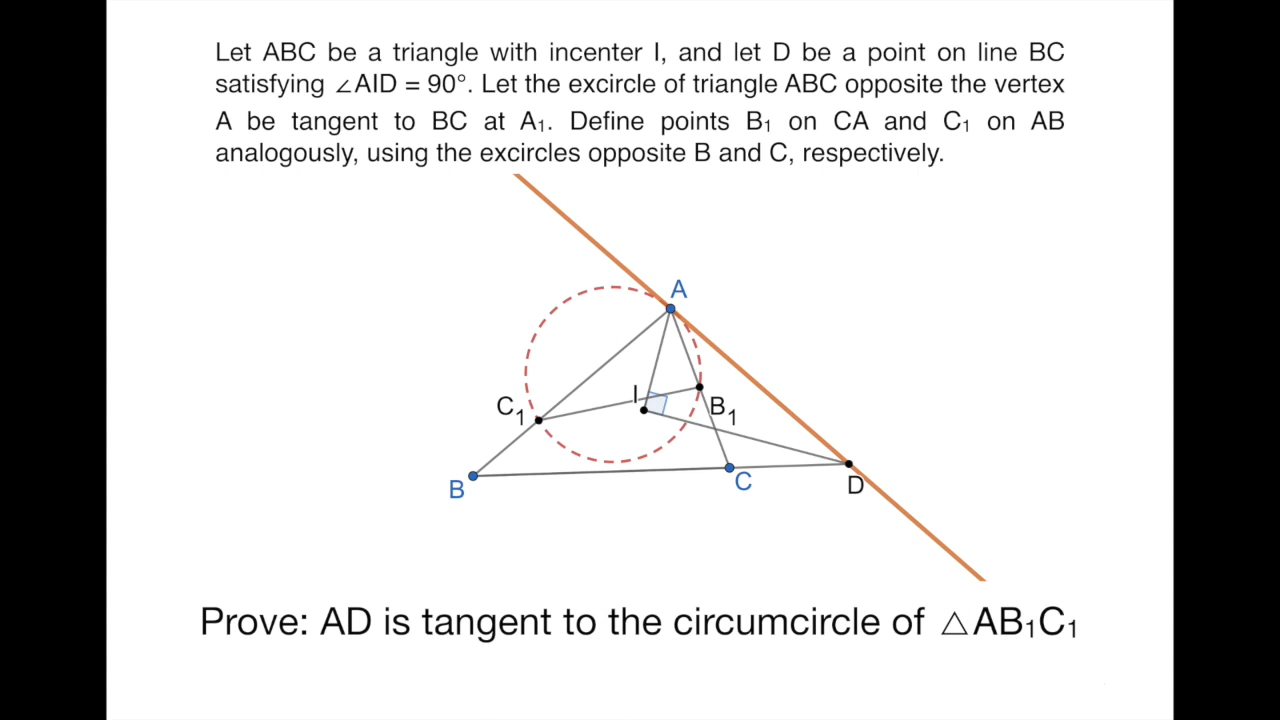 Let ABC be a triangle with incenter I, and let D be a point on line BC
satisfying ∠AID = 90°. Let the excircle of triangle ABC opposite the vertex
A be tangent to BC at A₁. Define points B₁ on CA and C₁ on AB
analogously, using the excircles opposite B and C, respectively.
A
I
C₁
B₁
B
C
D
Prove: AD is tangent to the circumcircle of △AB₁C₁